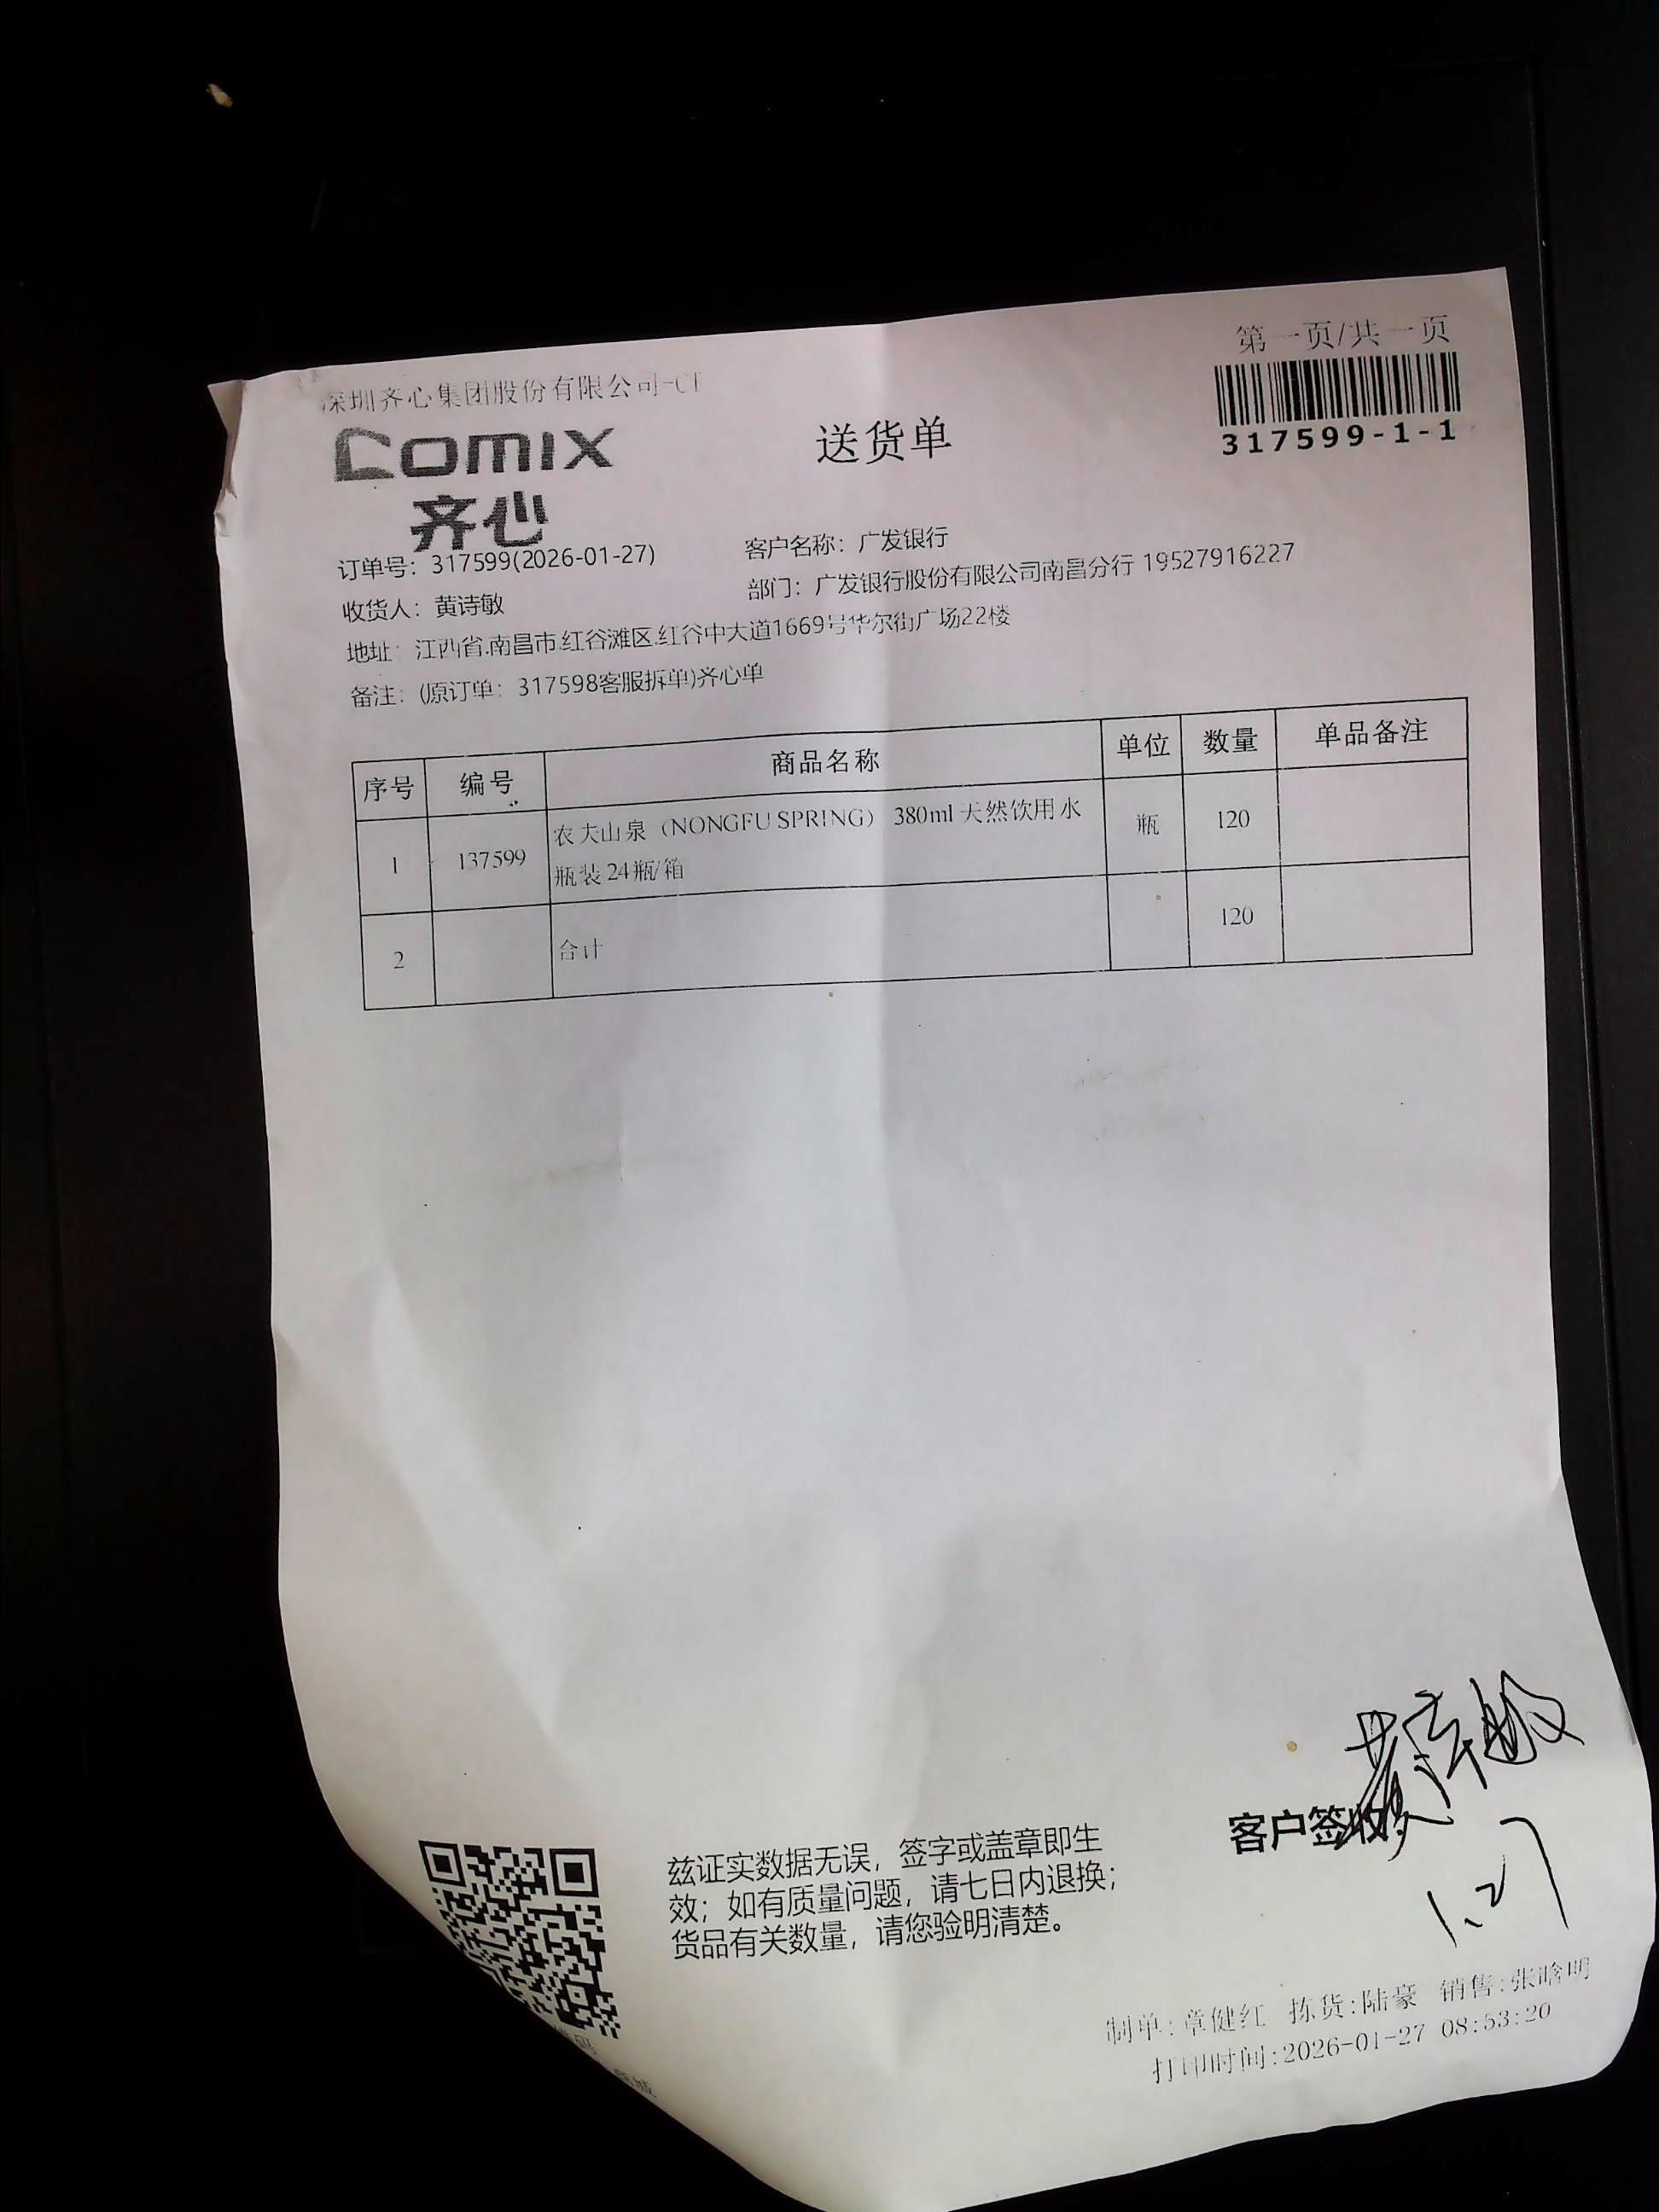 第一页/共一页
深圳齐心集团股份有限公司-CT
comix
齐心
送货单
317599-1-1
订单号：317599(2026-01-27)
客户名称：广发银行
收货人：黄诗敏
部门：广发银行股份有限公司南昌分行 19527916227
地址：江西省.南昌市.红谷滩区.红谷中大道1669号华尔街广场22楼
备注：(原订单：317598客服拆单)齐心单
序号 编号 商品名称 单位 数量 单品备注
1 137599 农夫山泉（NONGFU SPRING） 380ml 天然饮用水 瓶 120
瓶装 24瓶/箱
2 合计 120
黄诗敏
客户签收
1.27
兹证实数据无误，签字或盖章即生
效；如有质量问题，请七日内退换；
货品有关数量，请您验明清楚。
制单:章健红 拣货:陆豪 销售:张晗明
打印时间:2026-01-27 08:53:20